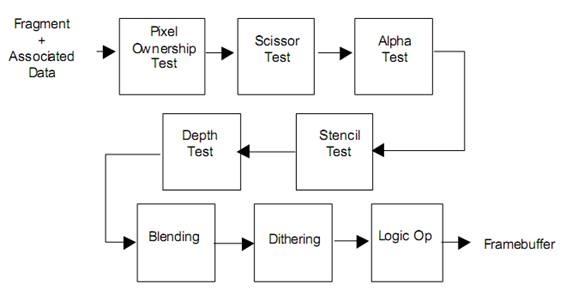 Fragment
+
Associated
Data
Pixel
Ownership
Test
Scissor
Test
Alpha
Test
Depth
Test
Stencil
Test
Blending
Dithering
Logic Op
Framebuffer